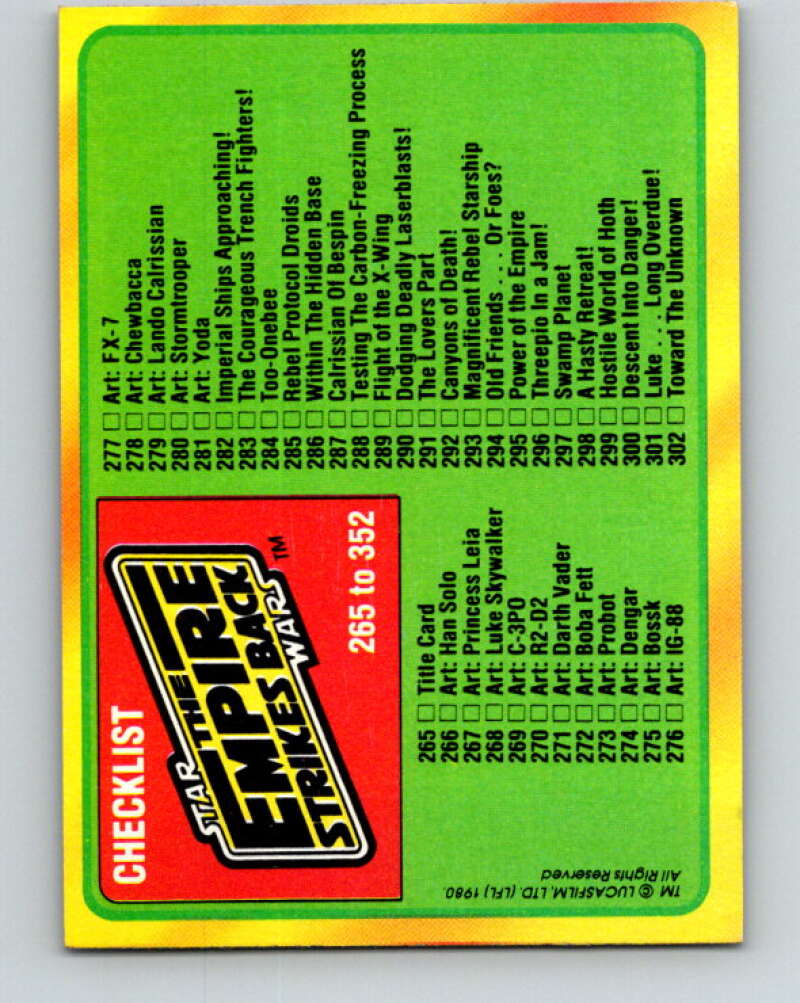 CHECKLIST
STAR
THE
EMPIRE
STRIKES BACK
WARS ™
265 to 352
265 Title Card
266 Art: Han Solo
267 Art: Princess Leia
268 Art: Luke Skywalker
269 Art: C-3PO
270 Art: R2-D2
271 Art: Darth Vader
272 Art: Boba Fett
273 Art: Probot
274 Art: Dengar
275 Art: Bossk
276 Art: IG-88
277 Art: FX-7
278 Art: Chewbacca
279 Art: Lando Calrissian
280 Art: Stormtrooper
281 Art: Yoda
282 Imperial Ships Approaching!
283 The Courageous Trench Fighters!
284 Too-Onebee
285 Rebel Protocol Droids
286 Within The Hidden Base
287 Calrissian Of Bespin
288 Testing The Carbon-Freezing Process
289 Flight of the X-Wing
290 Dodging Deadly Laserblasts!
291 The Lovers Part
292 Canyons of Death!
293 Magnificent Rebel Starship
294 Old Friends . . . Or Foes?
295 Power of the Empire
296 Threepio In a Jam!
297 Swamp Planet
298 A Hasty Retreat!
299 Hostile World of Hoth
300 Descent Into Danger!
301 Luke . . . Long Overdue!
302 Toward The Unknown
TM © LUCASFILM, LTD. (LFL) 1980.
All Rights Reserved